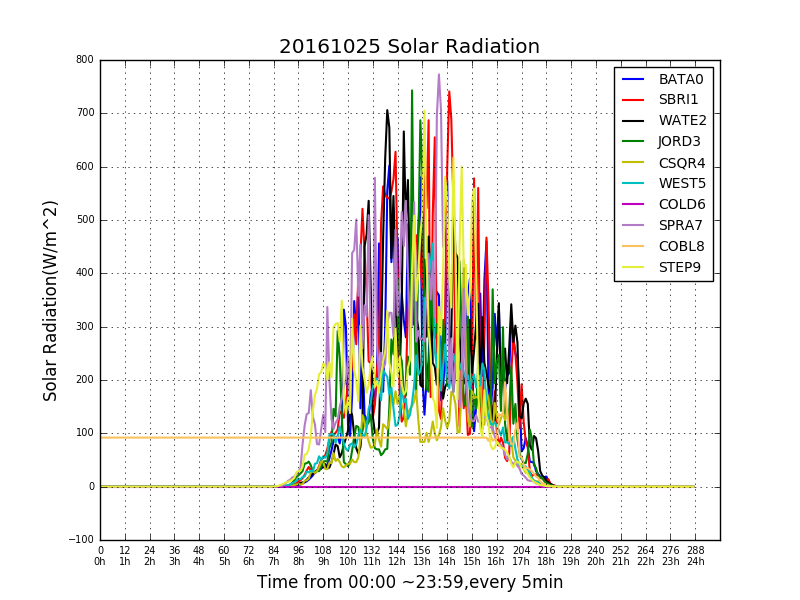 20161025 Solar Radiation
800
700
600
500
400
300
200
100
0
−100
Solar Radiation(W/m^2)
BATA0
SBRI1
WATE2
JORD3
CSQR4
WEST5
COLD6
SPRA7
COBL8
STEP9
0 12 24 36 48 60 72 84 96 108 120 132 144 156 168 180 192 204 216 228 240 252 264 276 288
0h 1h 2h 3h 4h 5h 6h 7h 8h 9h 10h 11h 12h 13h 14h 15h 16h 17h 18h 19h 20h 21h 22h 23h 24h
Time from 00:00 ~23:59,every 5min